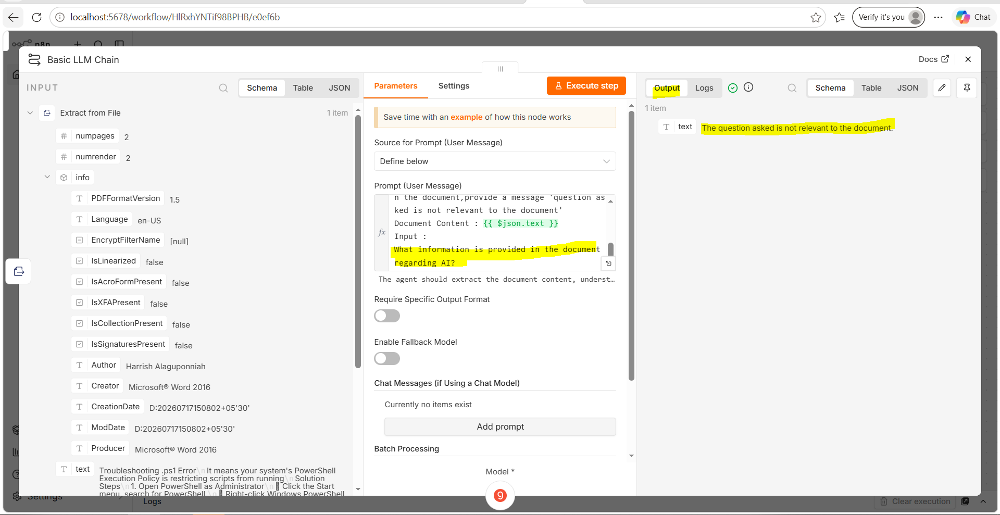 localhost:5678/workflow/HlRxhYNTif98BPHB/e0ef6b
Verify it's you
Chat
n8n
Basic LLM Chain
Docs
INPUT
Schema
Table
JSON
Parameters
Settings
Execute step
Output
Logs
Schema
Table
JSON
Extract from File
1 item
# numpages 2
# numrender 2
info
T PDFFormatVersion 1.5
T Language en-US
EncryptFilterName [null]
IsLinearized false
IsAcroFormPresent false
IsXFAPresent false
IsCollectionPresent false
IsSignaturesPresent false
T Author Harrish Alaguponniah
T Creator Microsoft® Word 2016
T CreationDate D:20260717150802+05'30'
T ModDate D:20260717150802+05'30'
T Producer Microsoft® Word 2016
T text Troubleshooting .ps1 Error\n It means your system's PowerShell
Execution Policy is restricting scripts from running\n Solution
Steps\n 1. Open PowerShell as Administrator\n Click the Start
menu, search for PowerShell.\n Right-click Windows PowerShell
Save time with an example of how this node works
Source for Prompt (User Message)
Define below
Prompt (User Message)
fx
n the document,provide a message 'question as
ked is not relevant to the document'
Document Content : {{ $json.text }}
Input :
What information is provided in the document
regarding AI?
The agent should extract the document content, underst…
Require Specific Output Format
Enable Fallback Model
Chat Messages (if Using a Chat Model)
Currently no items exist
Add prompt
Batch Processing
Model *
9
1 item
T text The question asked is not relevant to the document.
Settings
Logs
Clear execution